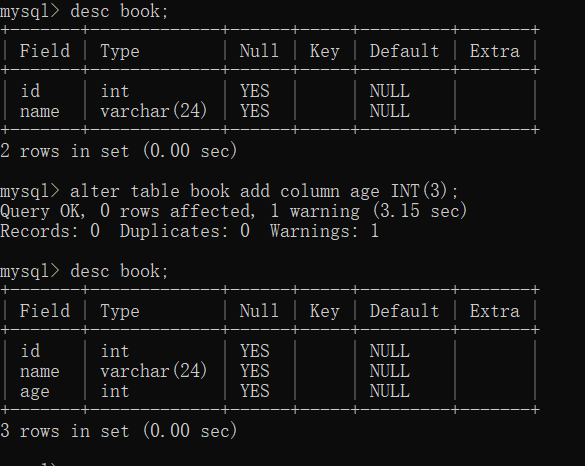 mysql> desc book;
+-------+-------------+------+-----+---------+-------+
| Field | Type        | Null | Key | Default | Extra |
+-------+-------------+------+-----+---------+-------+
| id    | int         | YES  |     | NULL    |       |
| name  | varchar(24) | YES  |     | NULL    |       |
+-------+-------------+------+-----+---------+-------+
2 rows in set (0.00 sec)
mysql> alter table book add column age INT(3);
Query OK, 0 rows affected, 1 warning (3.15 sec)
Records: 0  Duplicates: 0  Warnings: 1
mysql> desc book;
+-------+-------------+------+-----+---------+-------+
| Field | Type        | Null | Key | Default | Extra |
+-------+-------------+------+-----+---------+-------+
| id    | int         | YES  |     | NULL    |       |
| name  | varchar(24) | YES  |     | NULL    |       |
| age   | int         | YES  |     | NULL    |       |
+-------+-------------+------+-----+---------+-------+
3 rows in set (0.00 sec)